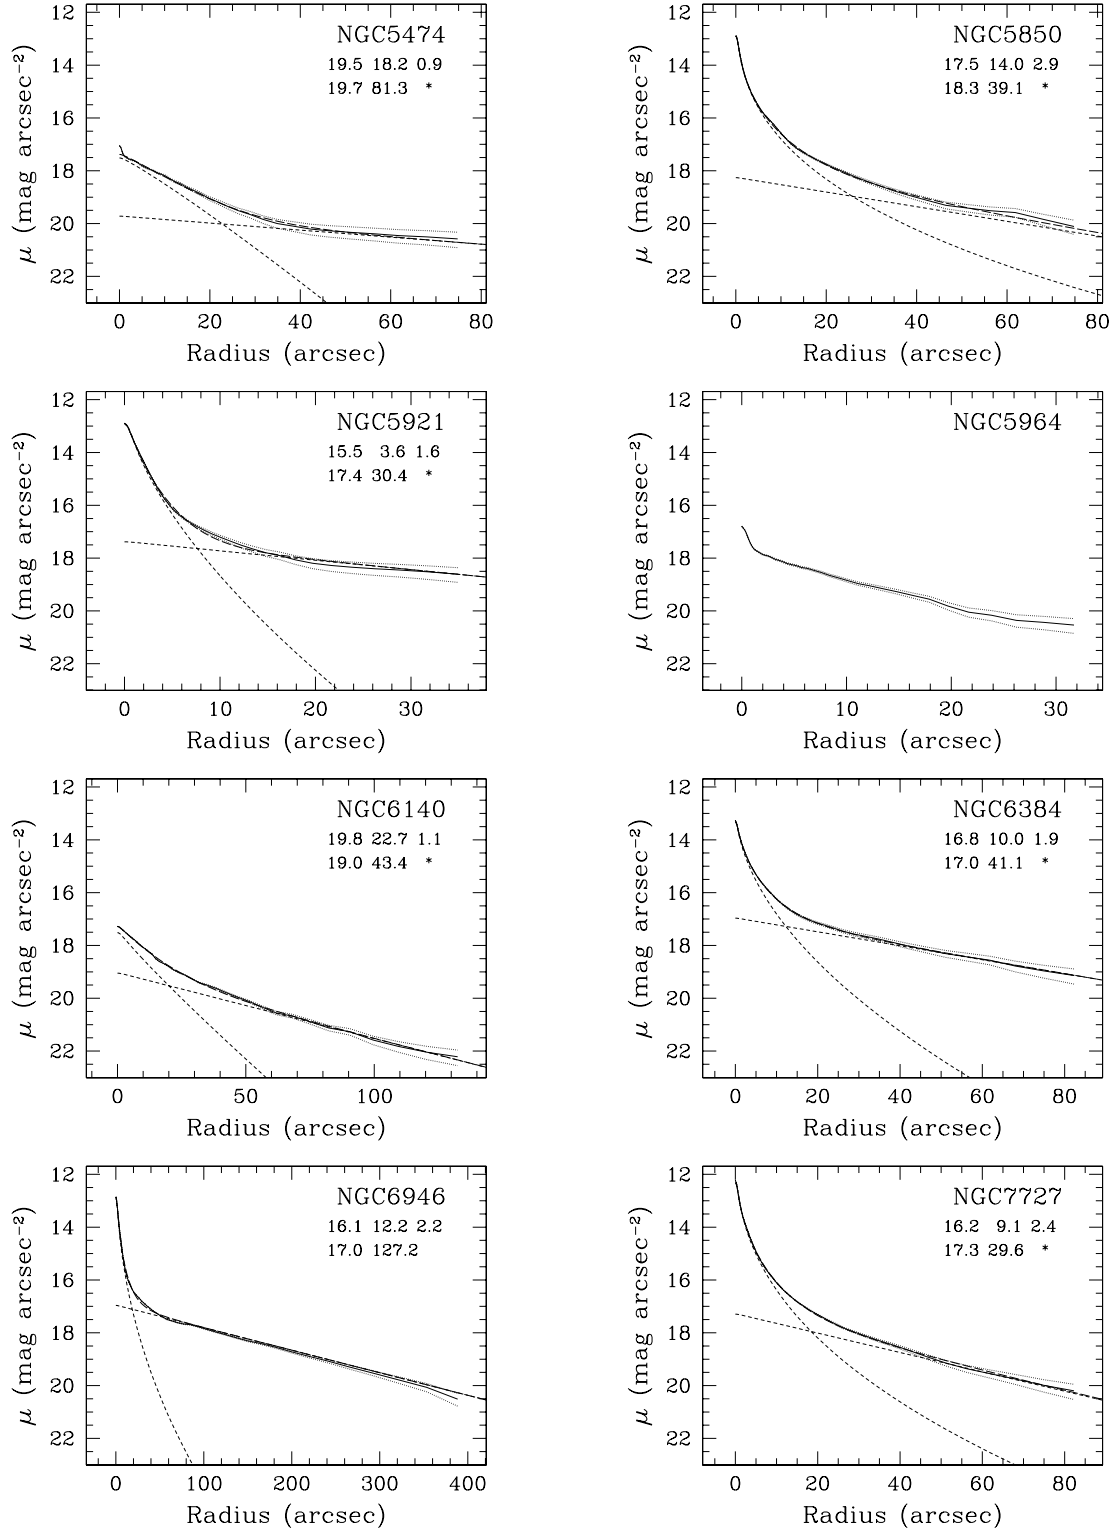 NGC5474
19.5 18.2 0.9
19.7 81.3 *
12
14
16
18
20
22
μ (mag arcsec−2)
0 20 40 60 80
Radius (arcsec)
NGC5850
17.5 14.0 2.9
18.3 39.1 *
12
14
16
18
20
22
μ (mag arcsec−2)
0 20 40 60 80
Radius (arcsec)
NGC5921
15.5 3.6 1.6
17.4 30.4 *
12
14
16
18
20
22
μ (mag arcsec−2)
0 10 20 30
Radius (arcsec)
NGC5964
12
14
16
18
20
22
μ (mag arcsec−2)
0 10 20 30
Radius (arcsec)
NGC6140
19.8 22.7 1.1
19.0 43.4 *
12
14
16
18
20
22
μ (mag arcsec−2)
0 50 100
Radius (arcsec)
NGC6384
16.8 10.0 1.9
17.0 41.1 *
12
14
16
18
20
22
μ (mag arcsec−2)
0 20 40 60 80
Radius (arcsec)
NGC6946
16.1 12.2 2.2
17.0 127.2
12
14
16
18
20
22
μ (mag arcsec−2)
0 100 200 300 400
Radius (arcsec)
NGC7727
16.2 9.1 2.4
17.3 29.6 *
12
14
16
18
20
22
μ (mag arcsec−2)
0 20 40 60 80
Radius (arcsec)